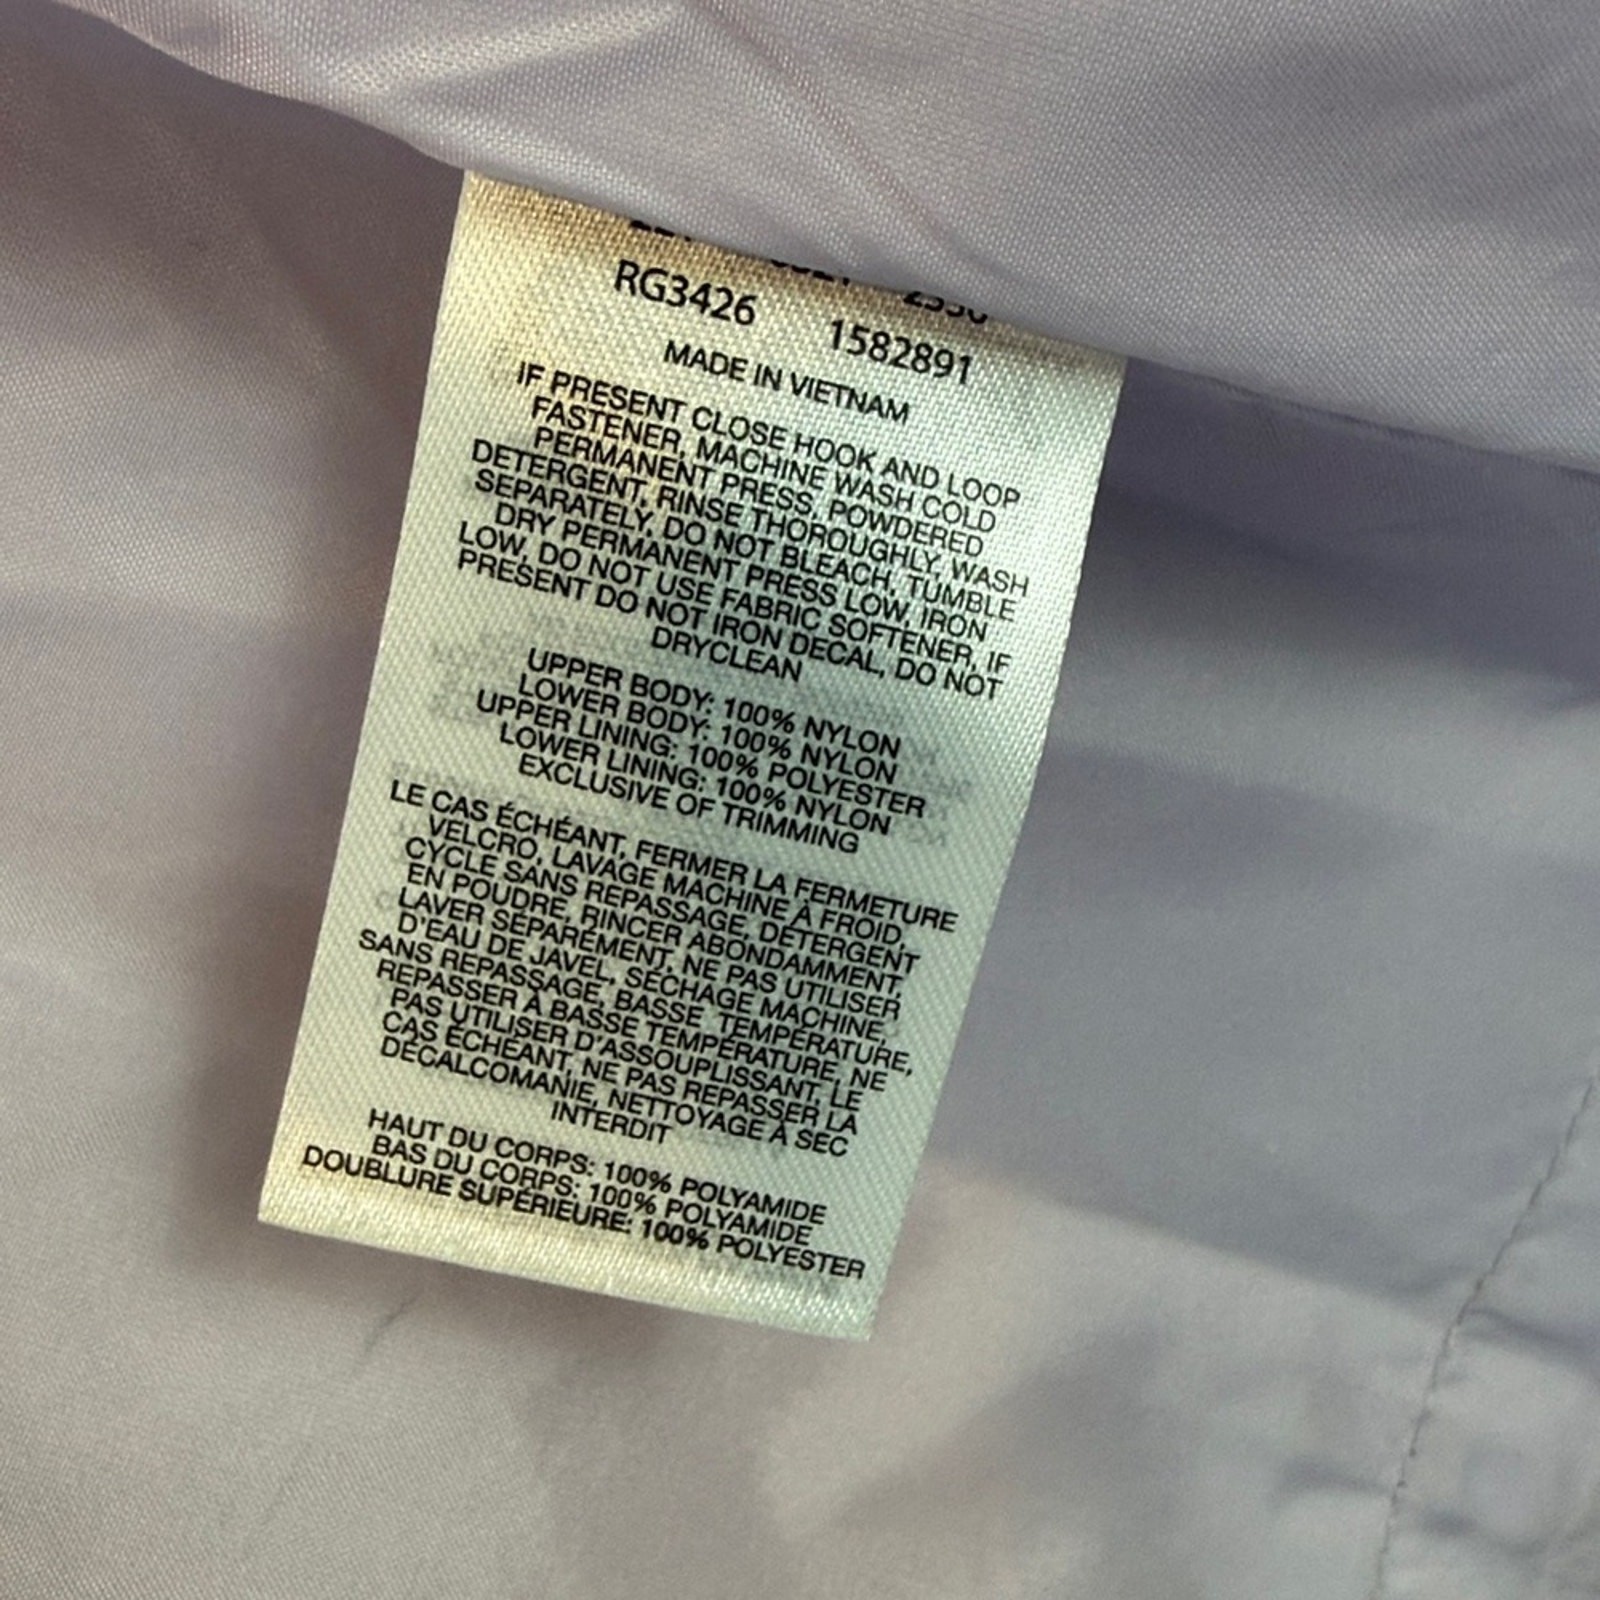 RG3426 1582891
MADE IN VIETNAM
IF PRESENT CLOSE HOOK AND LOOP
FASTENER, MACHINE WASH COLD
PERMANENT PRESS, POWDERED
DETERGENT, RINSE THOROUGHLY, WASH
SEPARATELY, DO NOT BLEACH, TUMBLE
DRY PERMANENT PRESS LOW, IRON
LOW, DO NOT USE FABRIC SOFTENER, IF
PRESENT DO NOT IRON DECAL, DO NOT
DRYCLEAN
UPPER BODY: 100% NYLON
LOWER BODY: 100% NYLON
UPPER LINING: 100% POLYESTER
LOWER LINING: 100% NYLON
EXCLUSIVE OF TRIMMING
LE CAS ÉCHÉANT, FERMER LA FERMETURE
VELCRO, LAVAGE MACHINE À FROID,
CYCLE SANS REPASSAGE, DÉTERGENT
EN POUDRE, RINCER ABONDAMMENT,
LAVER SÉPARÉMENT, NE PAS UTILISER
D'EAU DE JAVEL, SÉCHAGE MACHINE,
SANS REPASSAGE, BASSE TEMPÉRATURE,
REPASSER À BASSE TEMPÉRATURE, NE
PAS UTILISER D'ASSOUPLISSANT, LE
CAS ÉCHÉANT, NE PAS REPASSER LA
DÉCALCOMANIE, NETTOYAGE À SEC
INTERDIT
HAUT DU CORPS: 100% POLYAMIDE
BAS DU CORPS: 100% POLYAMIDE
DOUBLURE SUPÉRIEURE: 100% POLYESTER